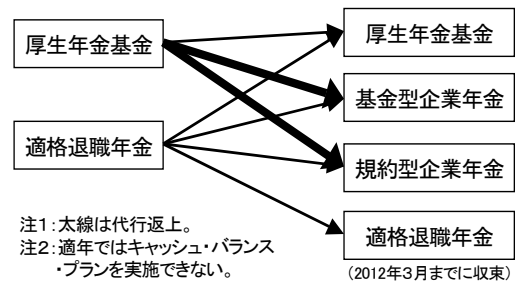 厚生年金基金
適格退職年金
厚生年金基金
基金型企業年金
規約型企業年金
適格退職年金
(2012年3月までに収束)
注1:太線は代行返上。
注2:適年ではキャッシュ・バランス
・プランを実施できない。